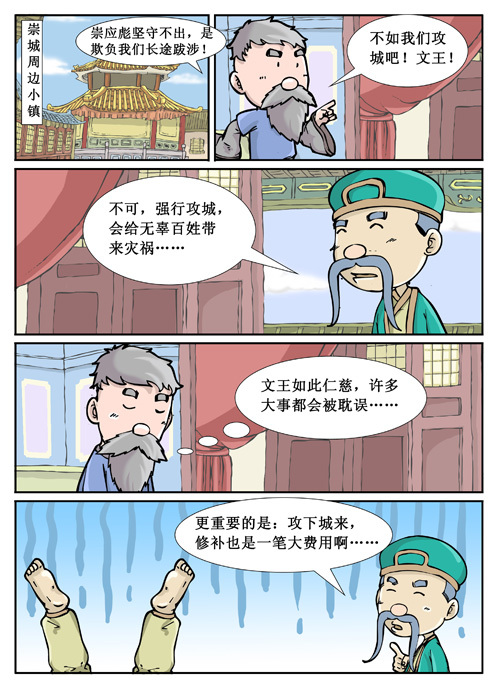 崇城周边小镇
崇应彪坚守不出，是
欺负我们长途跋涉！
不如我们攻
城吧！文王！
不可，强行攻城，
会给无辜百姓带
来灾祸……
文王如此仁慈，许多
大事都会被耽误……
更重要的是：攻下城来，
修补也是一笔大费用啊……